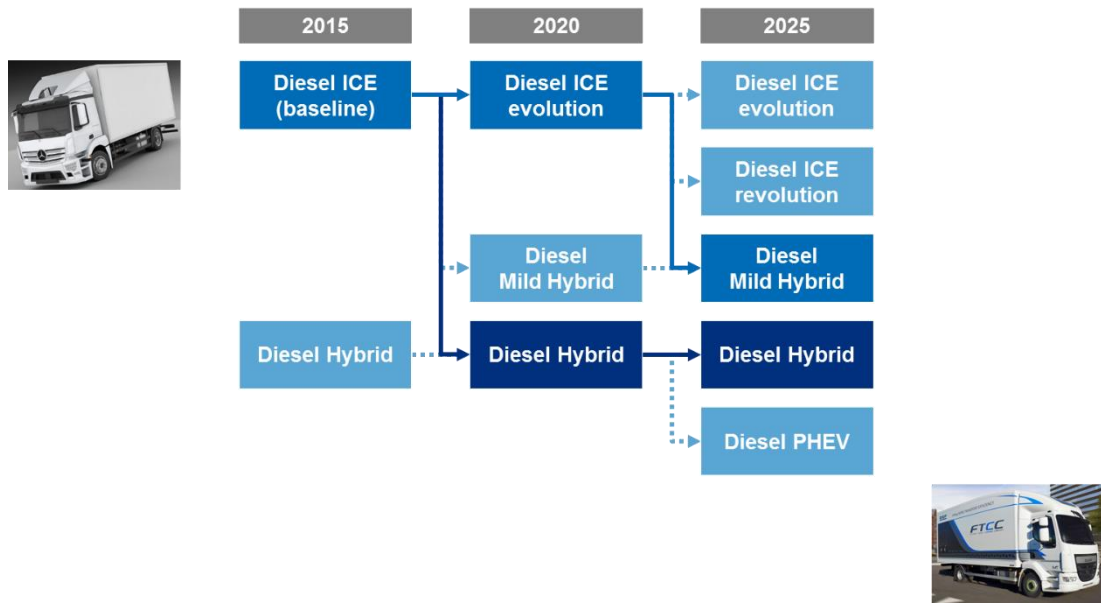 2015
2020
2025
Diesel ICE
(baseline)
Diesel ICE
evolution
Diesel ICE
evolution
Diesel ICE
revolution
Diesel
Mild Hybrid
Diesel
Mild Hybrid
Diesel Hybrid
Diesel Hybrid
Diesel Hybrid
Diesel PHEV
FTCC